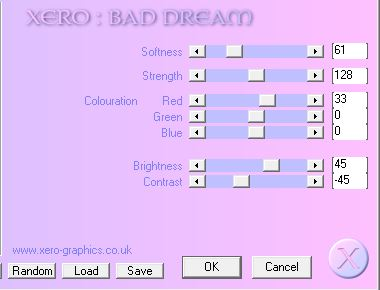 XERO : BAD DREAM
Softness 61
Strength 128
Colouration Red 33
Green 0
Blue 0
Brightness 45
Contrast -45
www.xero-graphics.co.uk
Random Load Save OK Cancel X